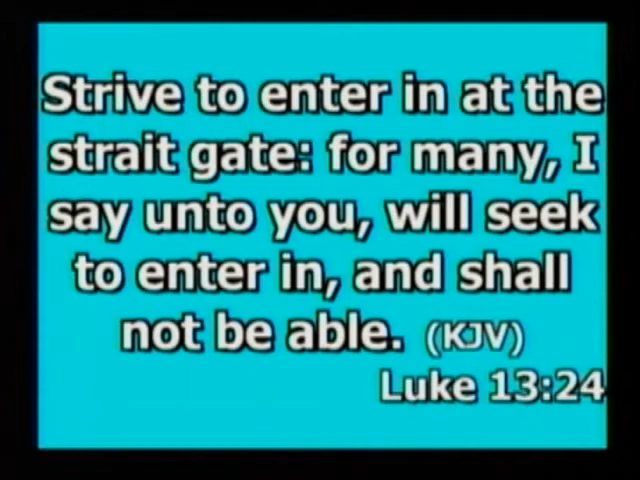 Strive to enter in at the
strait gate: for many, I
say unto you, will seek
to enter in, and shall
not be able. (KJV)
Luke 13:24